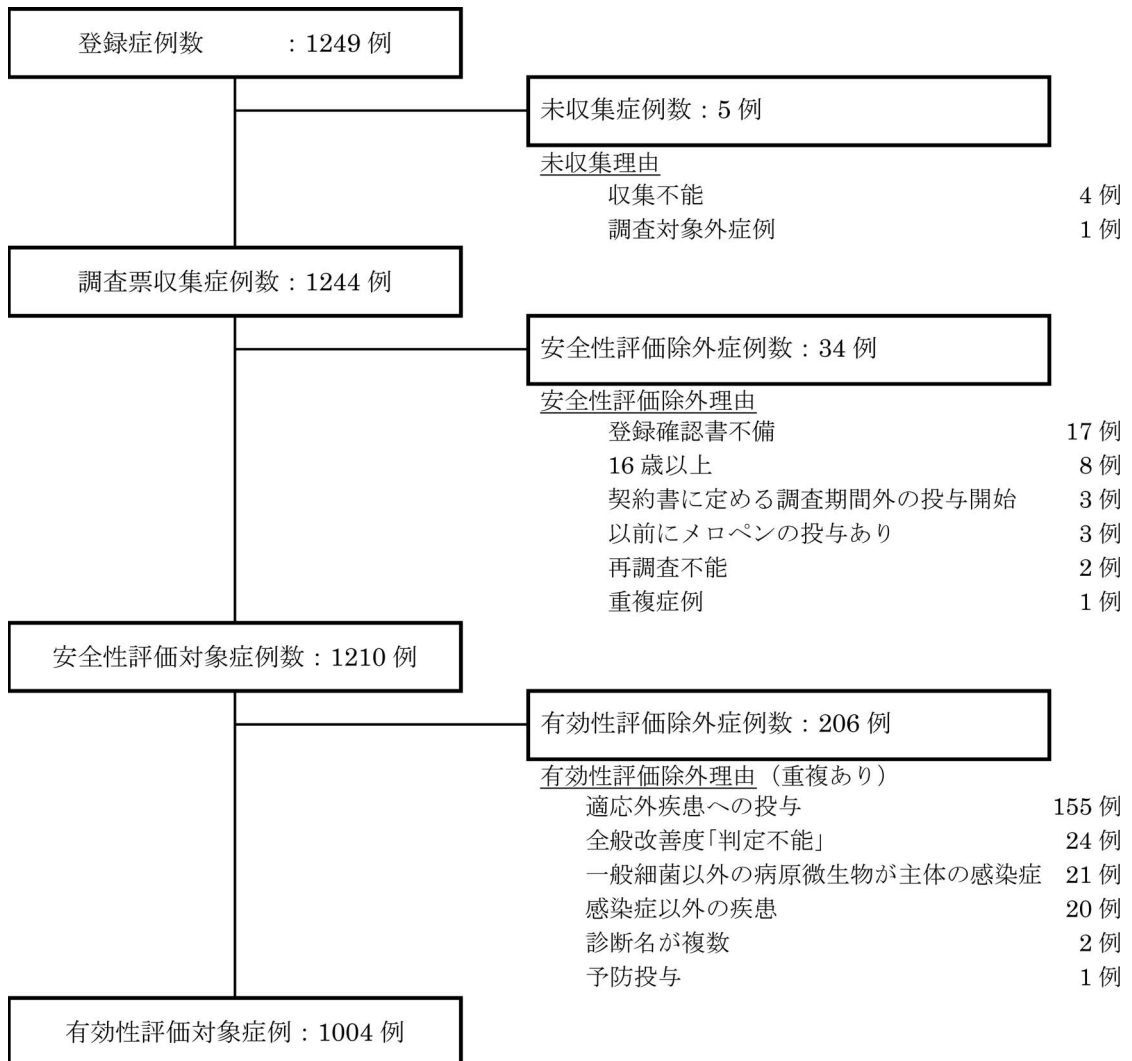 登録症例数 : 1249 例
未収集症例数 : 5 例
未収集理由
収集不能 4 例
調査対象外症例 1 例
調査票収集症例数 : 1244 例
安全性評価除外症例数 : 34 例
安全性評価除外理由
登録確認書不備 17 例
16 歳以上 8 例
契約書に定める調査期間外の投与開始 3 例
以前にメロペンの投与あり 3 例
再調査不能 2 例
重複症例 1 例
安全性評価対象症例数 : 1210 例
有効性評価除外症例数 : 206 例
有効性評価除外理由（重複あり）
適応外疾患への投与 155 例
全般改善度「判定不能」 24 例
一般細菌以外の病原微生物が主体の感染症 21 例
感染症以外の疾患 20 例
診断名が複数 2 例
予防投与 1 例
有効性評価対象症例 : 1004 例